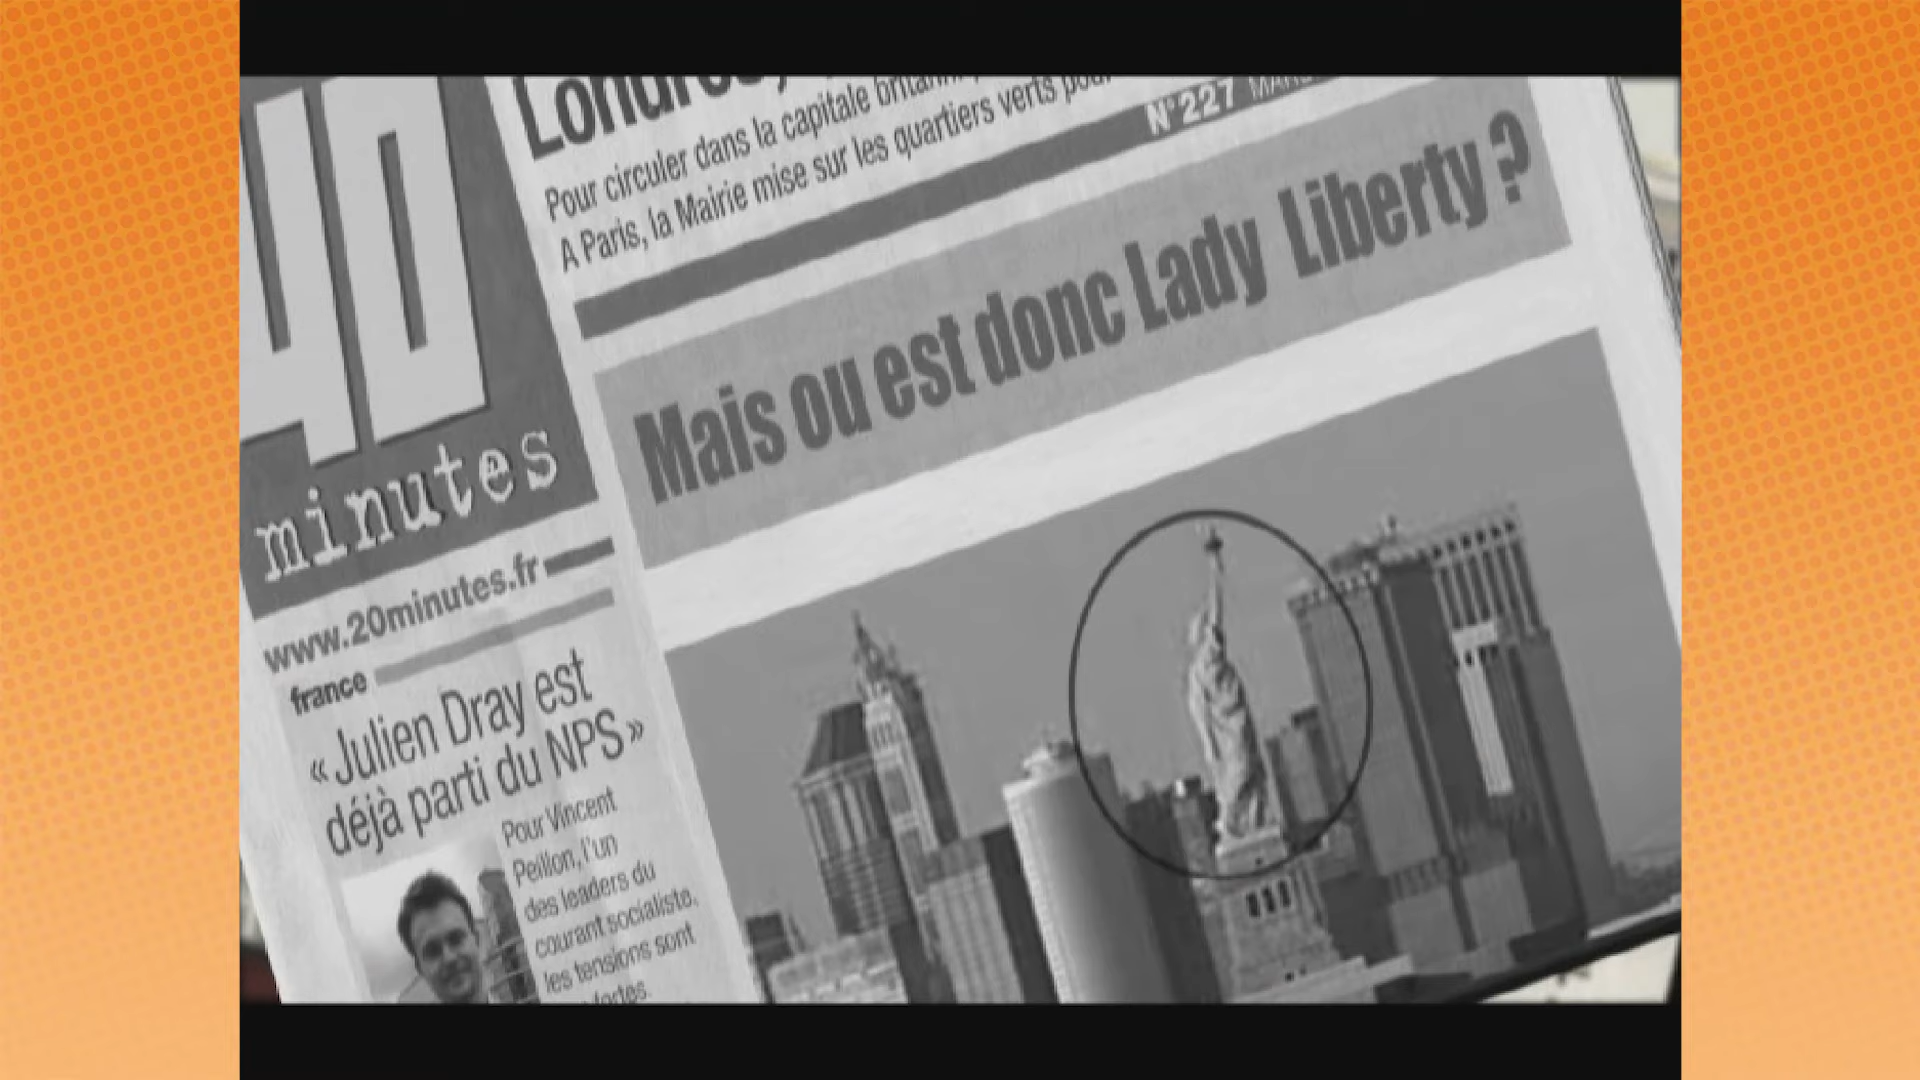 40
minutes
www.20minutes.fr
france
« Julien Dray est
déjà parti du NPS »
Pour Vincent
Peillon, l'un
des leaders du
courant socialiste,
les tensions sont
Londres,
Pour circuler dans la capitale
A Paris, la Mairie mise sur les quartiers verts pour
N°227
Mais ou est donc Lady Liberty ?